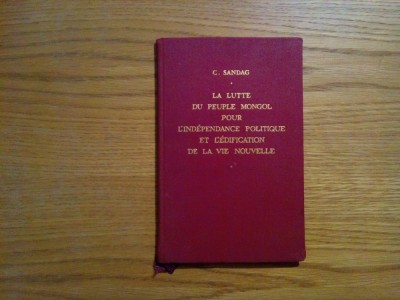 C. SANDAG
LA LUTTE
DU PEUPLE MONGOL
POUR
L'INDÉPENDANCE POLITIQUE
ET L'ÉDIFICATION
DE LA VIE NOUVELLE